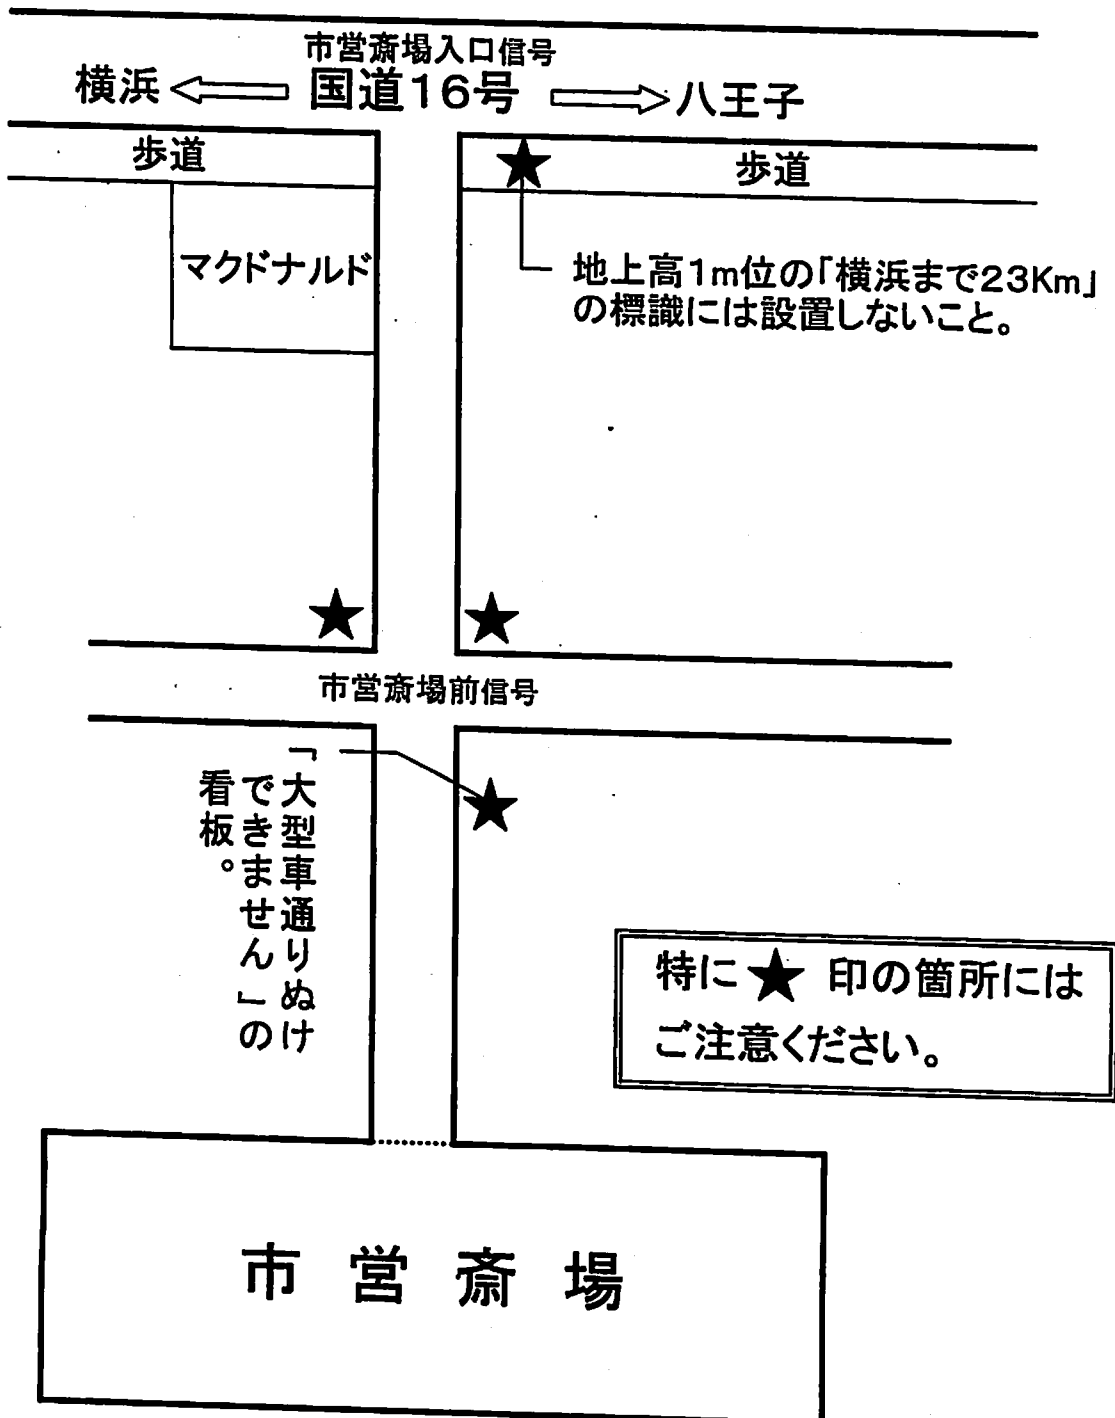 市営斎場入口信号
横浜 ⇐ 国道16号 ⇒ 八王子
歩道
★
歩道
マクドナルド
地上高1m位の「横浜まで23Km」
の標識には設置しないこと。
★ ★
市営斎場前信号
「大型車通りぬけ
できません」の
看板。
★
特に ★ 印の箇所には
ご注意ください。
市営斎場